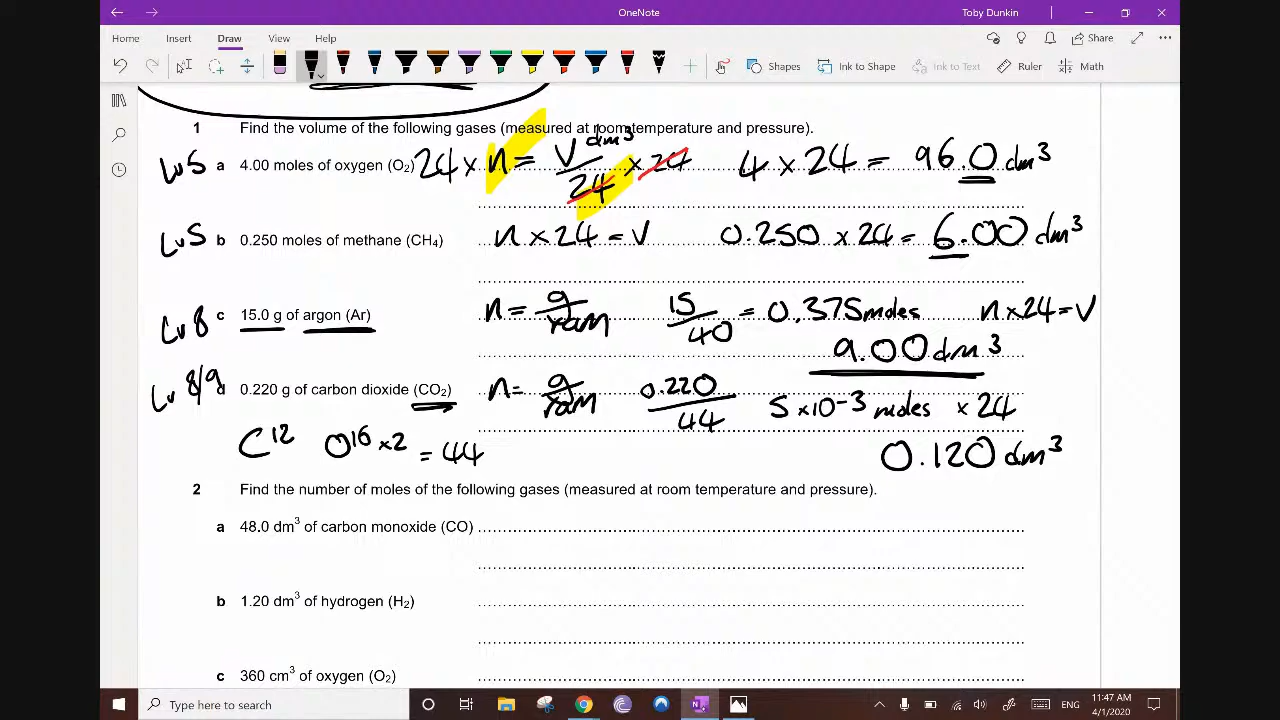 OneNote
Toby Dunkin
Home Insert Draw View Help
Share
Shapes Ink to Shape Ink to Text Ruler Math
1 Find the volume of the following gases (measured at room temperature and pressure).
Lv5 a 4.00 moles of oxygen (O₂) 24 × n = V dm³ / 24 × 24 4 × 24 = 96.0 dm³
Lv5 b 0.250 moles of methane (CH₄) n × 24 = V 0.250 × 24 = 6.00 dm³
Lv 8 c 15.0 g of argon (Ar) n = g / ram 15 / 40 = 0.375 moles n × 24 = V
9.00 dm³
Lv 8/9 d 0.220 g of carbon dioxide (CO₂) n = g / ram 0.220 / 44 5 × 10⁻³ moles × 24
C¹² O¹⁶ × 2 = 44 0.120 dm³
2 Find the number of moles of the following gases (measured at room temperature and pressure).
a 48.0 dm³ of carbon monoxide (CO)
b 1.20 dm³ of hydrogen (H₂)
c 360 cm³ of oxygen (O₂)
Type here to search
ENG
11:47 AM
4/1/2020